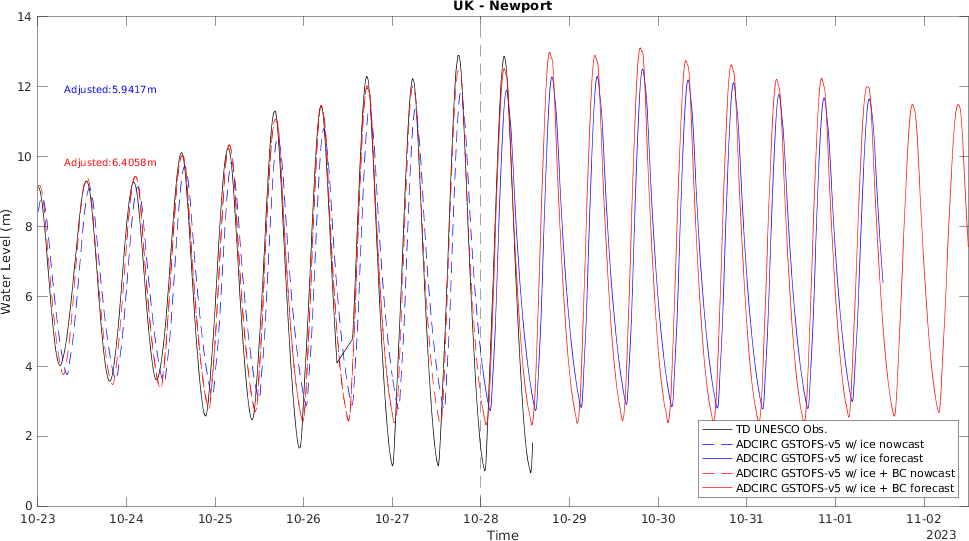 UK - Newport
14
12
10
8
6
4
2
0
Water Level (m)
Adjusted:5.9417m
Adjusted:6.4058m
TD UNESCO Obs.
ADCIRC GSTOFS-v5 w/ ice nowcast
ADCIRC GSTOFS-v5 w/ ice forecast
ADCIRC GSTOFS-v5 w/ ice + BC nowcast
ADCIRC GSTOFS-v5 w/ ice + BC forecast
10-23 10-24 10-25 10-26 10-27 10-28 10-29 10-30 10-31 11-01 11-02
Time
2023